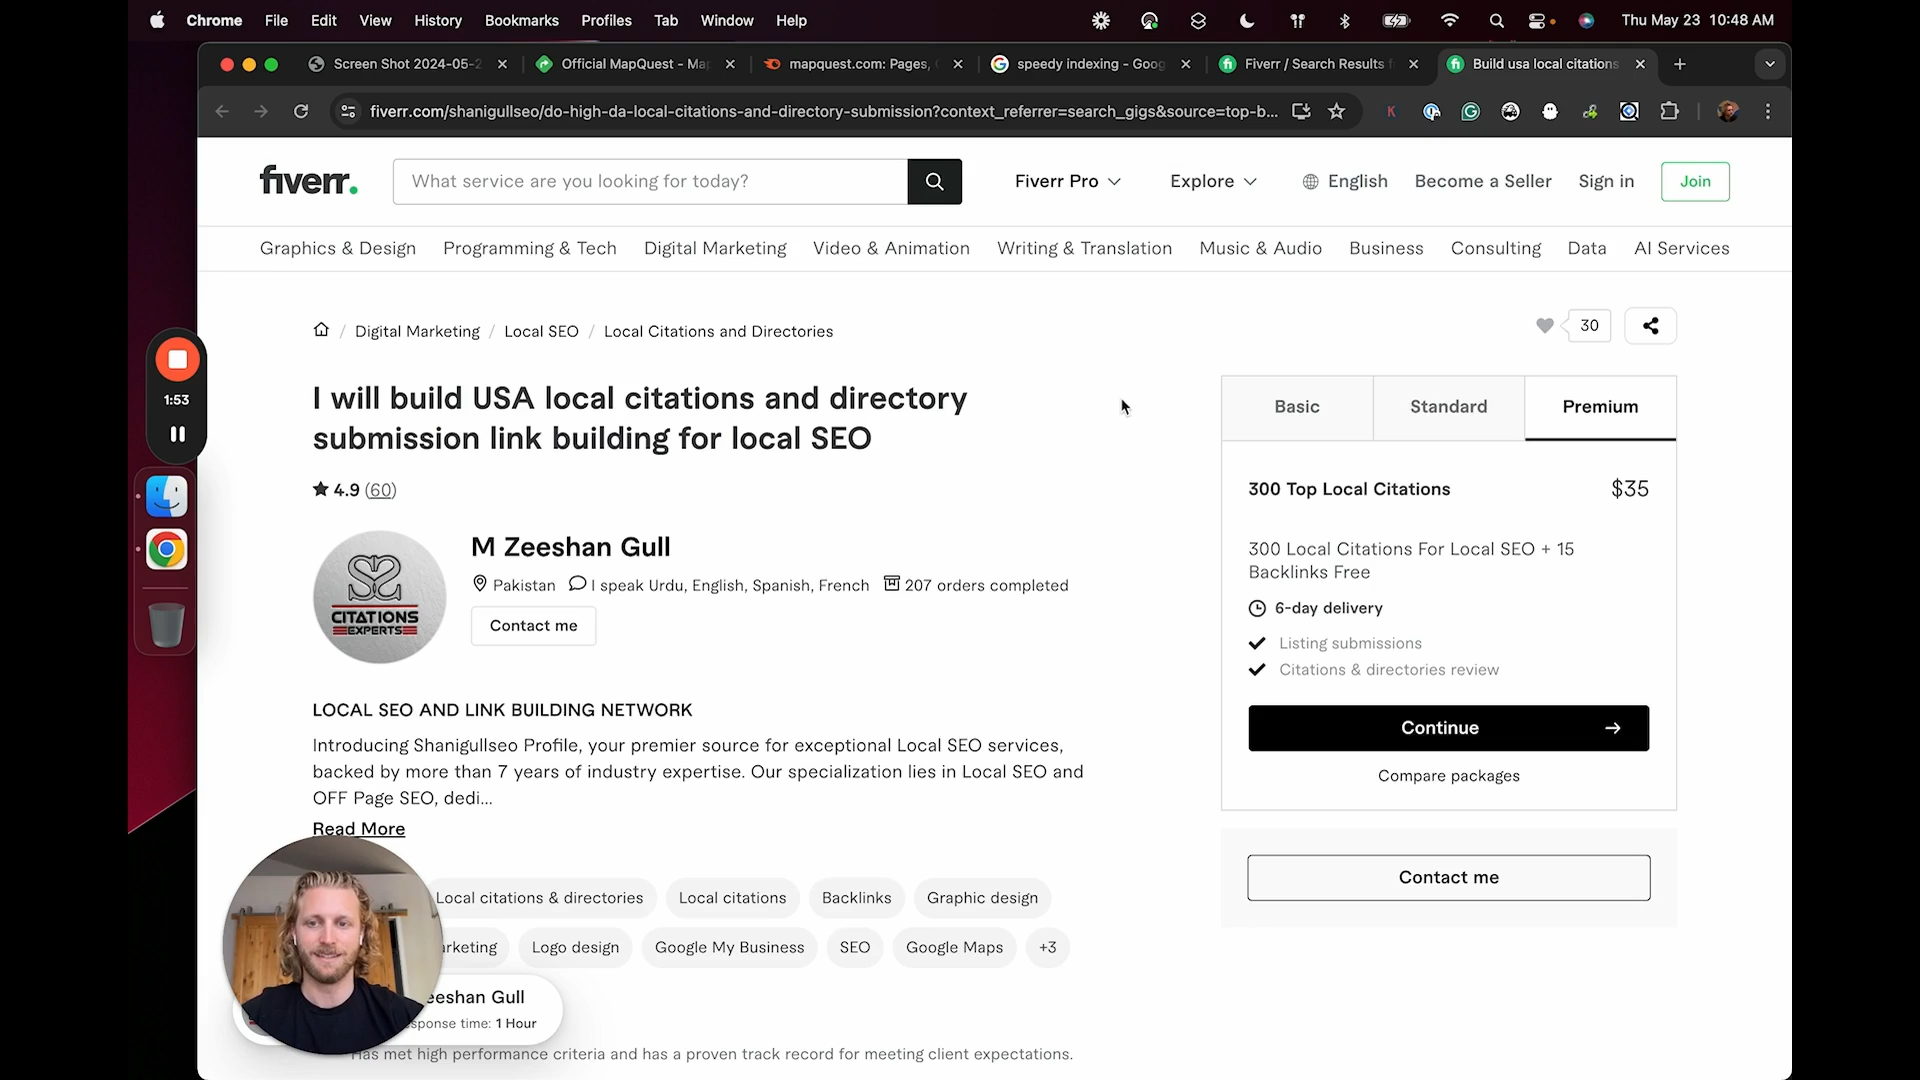 Chrome File Edit View History Bookmarks Profiles Tab Window Help Thu May 23 10:48 AM
Screen Shot 2024-05-2 Official MapQuest - Ma mapquest.com: Pages, speedy indexing - Goog Fiverr / Search Results f Build usa local citations
fiverr.com/shanigullseo/do-high-da-local-citations-and-directory-submission?context_referrer=search_gigs&source=top-b...
fiverr. What service are you looking for today? Fiverr Pro Explore English Become a Seller Sign in Join
Graphics & Design Programming & Tech Digital Marketing Video & Animation Writing & Translation Music & Audio Business Consulting Data AI Services
Digital Marketing / Local SEO / Local Citations and Directories
30
I will build USA local citations and directory
submission link building for local SEO
4.9 (60)
M Zeeshan Gull
Pakistan I speak Urdu, English, Spanish, French 207 orders completed
Contact me
CITATIONS
EXPERTS
LOCAL SEO AND LINK BUILDING NETWORK
Introducing Shanigullseo Profile, your premier source for exceptional Local SEO services,
backed by more than 7 years of industry expertise. Our specialization lies in Local SEO and
OFF Page SEO, dedi...
Read More
Local citations & directories Local citations Backlinks Graphic design
arketing Logo design Google My Business SEO Google Maps +3
eeshan Gull
sponse time: 1 Hour
Has met high performance criteria and has a proven track record for meeting client expectations.
Basic Standard Premium
300 Top Local Citations $35
300 Local Citations For Local SEO + 15
Backlinks Free
6-day delivery
Listing submissions
Citations & directories review
Continue
Compare packages
Contact me
1:53